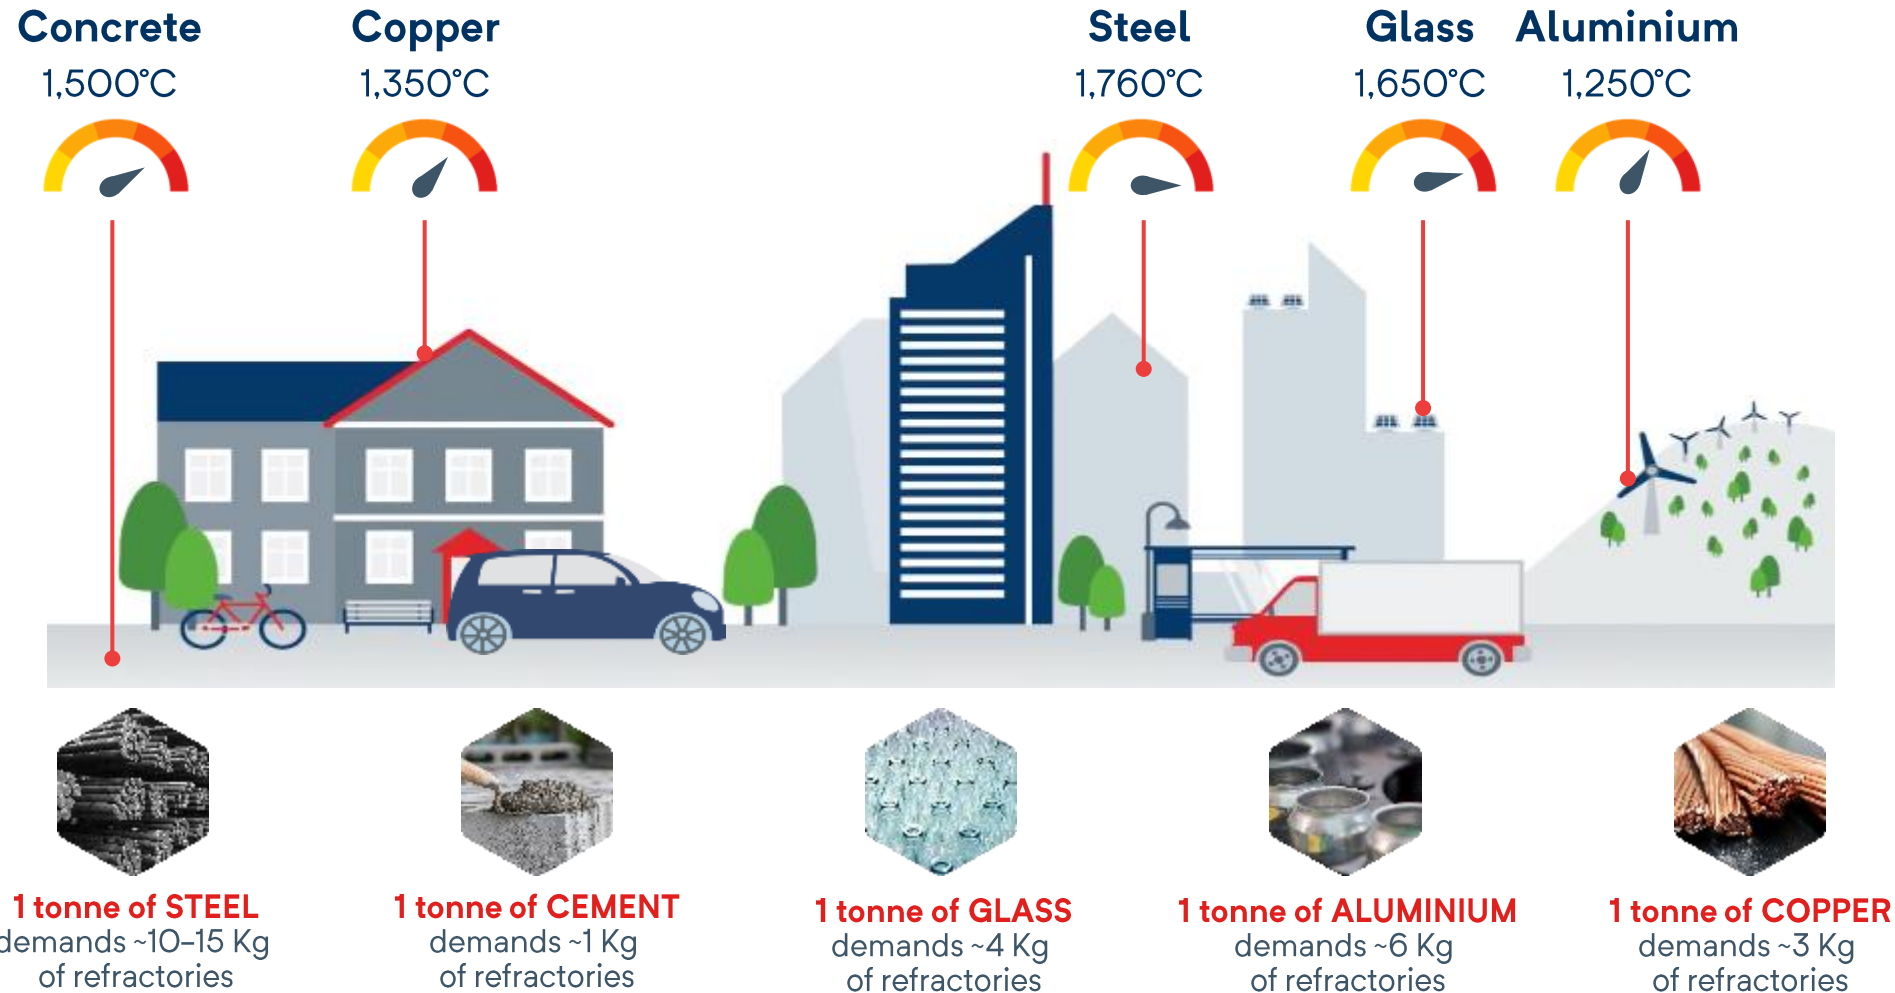 Concrete
1,500°C
Copper
1,350°C
Steel
1,760°C
Glass
1,650°C
Aluminium
1,250°C
1 tonne of STEEL
demands ~10–15 Kg
of refractories
1 tonne of CEMENT
demands ~1 Kg
of refractories
1 tonne of GLASS
demands ~4 Kg
of refractories
1 tonne of ALUMINIUM
demands ~6 Kg
of refractories
1 tonne of COPPER
demands ~3 Kg
of refractories